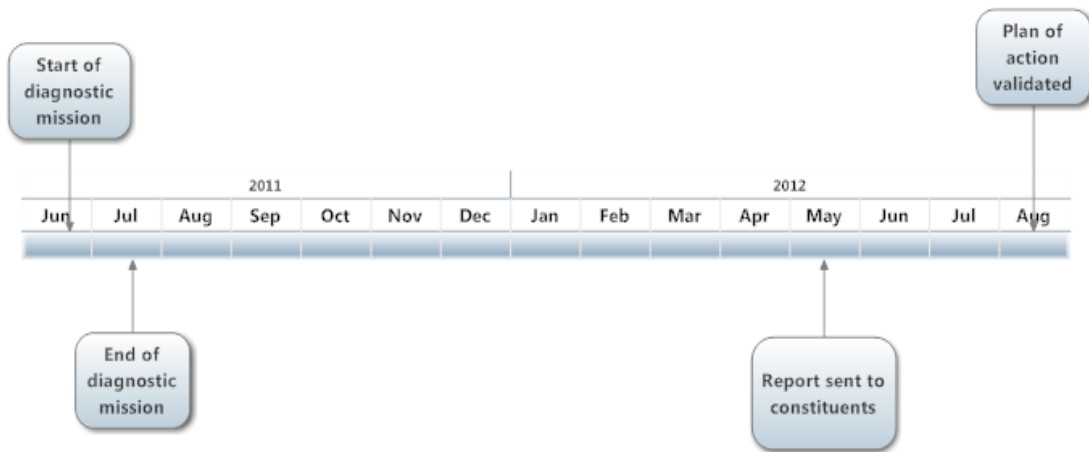 Start of
diagnostic
mission
Plan of
action
validated
2011 2012
Jun Jul Aug Sep Oct Nov Dec Jan Feb Mar Apr May Jun Jul Aug
End of
diagnostic
mission
Report sent to
constituents